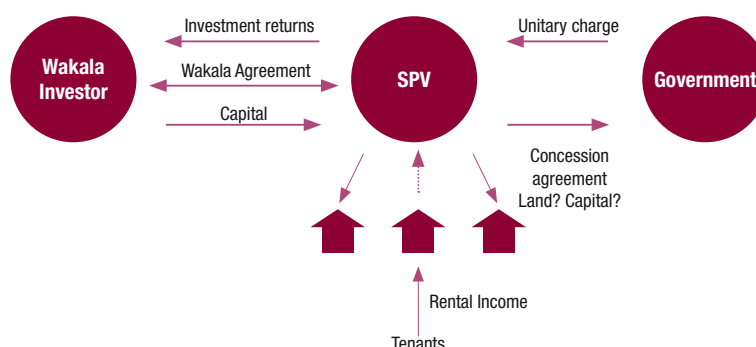 Investment returns
Unitary charge
Wakala
Investor
Wakala Agreement
SPV
Government
Capital
Concession
agreement
Land? Capital?
Rental Income
Tenants